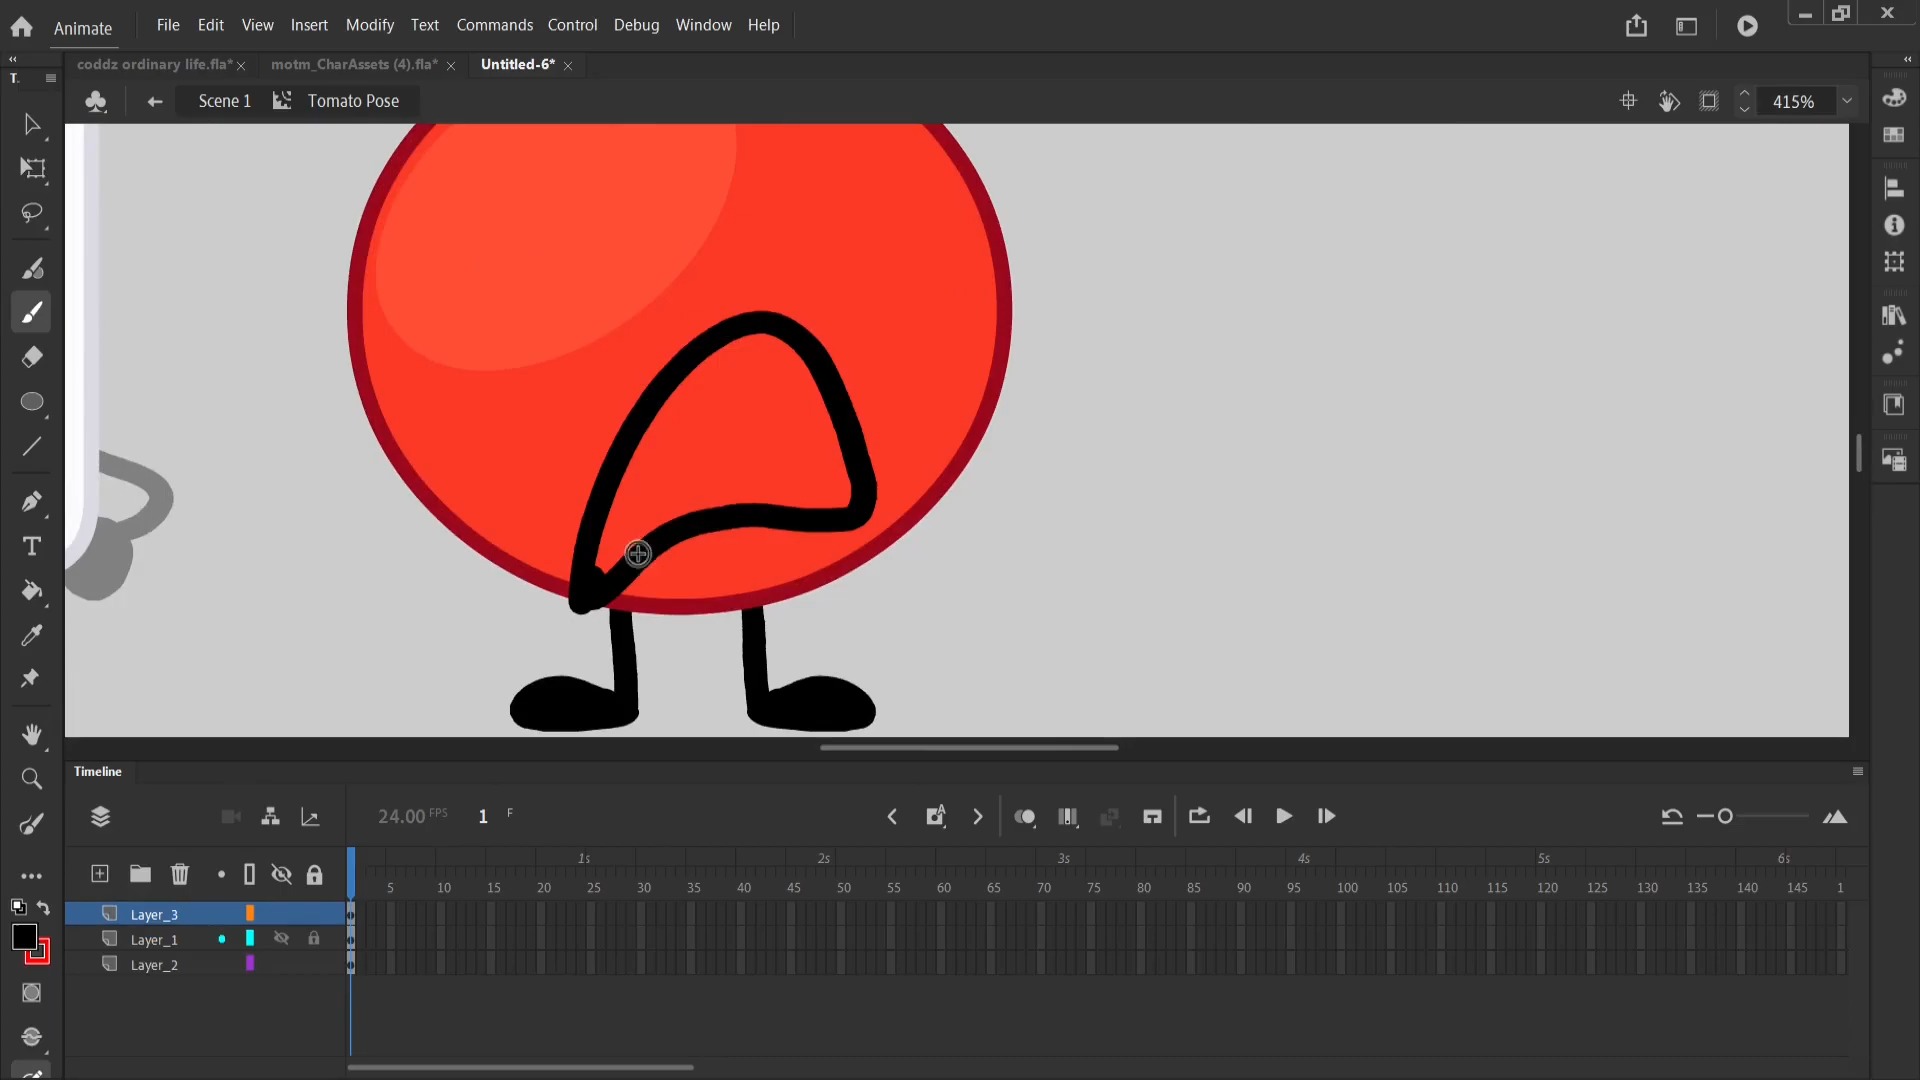 Animate File Edit View Insert Modify Text Commands Control Debug Window Help
T. coddz ordinary life.fla* motm_CharAssets (4).fla* Untitled-6*
Scene 1 Tomato Pose 415%
Timeline
24.00 FPS 1 F
1s 2s 3s 4s 5s 6s
5 10 15 20 25 30 35 40 45 50 55 60 65 70 75 80 85 90 95 100 105 110 115 120 125 130 135 140 145 1
Layer_3
Layer_1
Layer_2